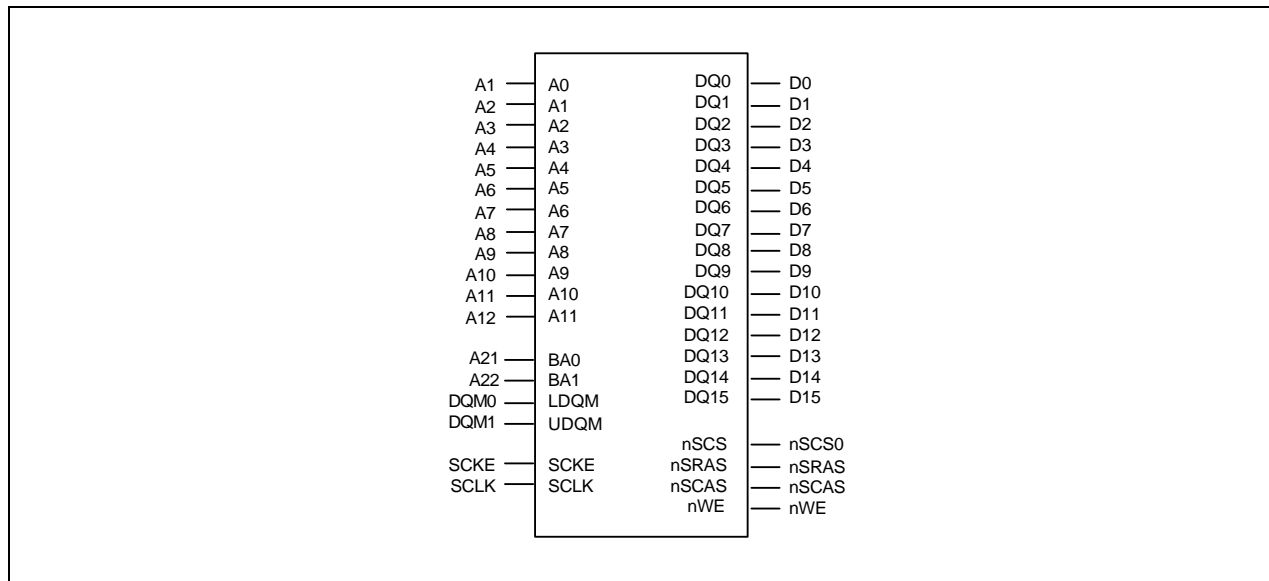 A1 A0 DQ0 D0
A2 A1 DQ1 D1
A3 A2 DQ2 D2
A4 A3 DQ3 D3
A5 A4 DQ4 D4
A6 A5 DQ5 D5
A7 A6 DQ6 D6
A8 A7 DQ7 D7
A9 A8 DQ8 D8
A10 A9 DQ9 D9
A11 A10 DQ10 D10
A12 A11 DQ11 D11
DQ12 D12
A21 BA0 DQ13 D13
A22 BA1 DQ14 D14
DQM0 LDQM DQ15 D15
DQM1 UDQM
nSCS nSCS0
SCKE SCKE nSRAS nSRAS
SCLK SCLK nSCAS nSCAS
nWE nWE